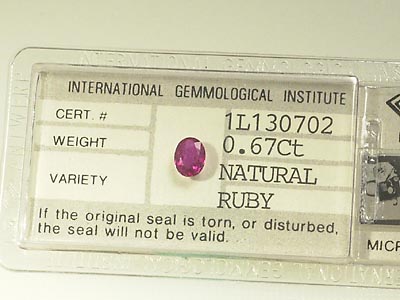 INTERNATIONAL GEMMOLOGICAL INSTITUTE
CERT. # 1L130702
WEIGHT 0.67Ct
VARIETY NATURAL
RUBY
If the original seal is torn, or disturbed,
the seal will not be valid.
MICR